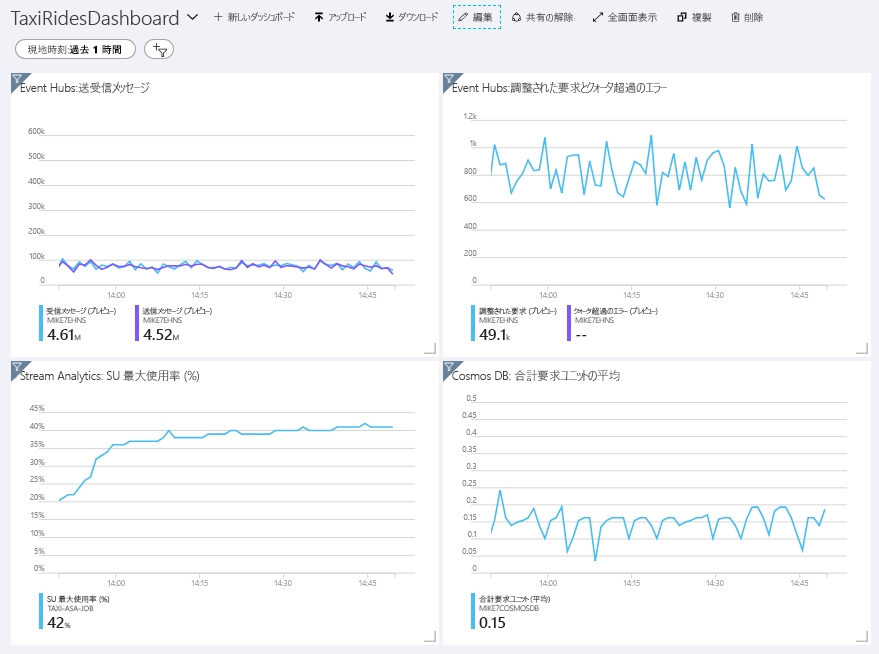 TaxiRidesDashboard
新しいダッシュボード アップロード ダウンロード 編集 共有の解除 全画面表示 複製 削除
現地時刻:過去 1 時間
Event Hubs:送受信メッセージ
600k
500k
400k
300k
200k
100k
0
14:00 14:15 14:30 14:45
受信メッセージ (プレビュー)
MIKE7EHNS
4.61M
送信メッセージ (プレビュー)
MIKE7EHNS
4.52M
Event Hubs:調整された要求とクォータ超過のエラー
1.2k
1k
800
600
400
200
0
14:00 14:15 14:30 14:45
調整された要求 (プレビュー)
MIKE7EHNS
49.1k
クォータ超過のエラー (プレビュー)
MIKE7EHNS
--
Stream Analytics: SU 最大使用率 (%)
45%
40%
35%
30%
25%
20%
15%
10%
5%
0%
14:00 14:15 14:30 14:45
SU 最大使用率 (%)
TAXI-ASA-JOB
42%
Cosmos DB: 合計要求ユニットの平均
0.5
0.45
0.4
0.35
0.3
0.25
0.2
0.15
0.1
0.05
0
14:00 14:15 14:30 14:45
合計要求ユニット (平均)
MIKE7COSMOSDB
0.15